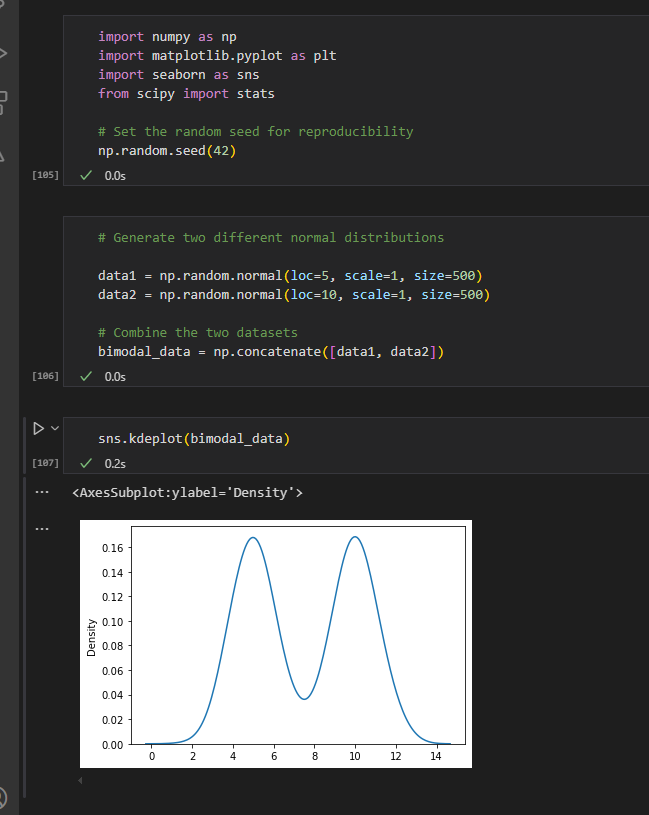 import numpy as np
import matplotlib.pyplot as plt
import seaborn as sns
from scipy import stats
# Set the random seed for reproducibility
np.random.seed(42)
[105]
0.0s
# Generate two different normal distributions
data1 = np.random.normal(loc=5, scale=1, size=500)
data2 = np.random.normal(loc=10, scale=1, size=500)
# Combine the two datasets
bimodal_data = np.concatenate([data1, data2])
[106]
0.0s
sns.kdeplot(bimodal_data)
[107]
0.2s
<AxesSubplot:ylabel='Density'>
0.16
0.14
0.12
0.10
0.08
0.06
0.04
0.02
0.00
Density
0 2 4 6 8 10 12 14